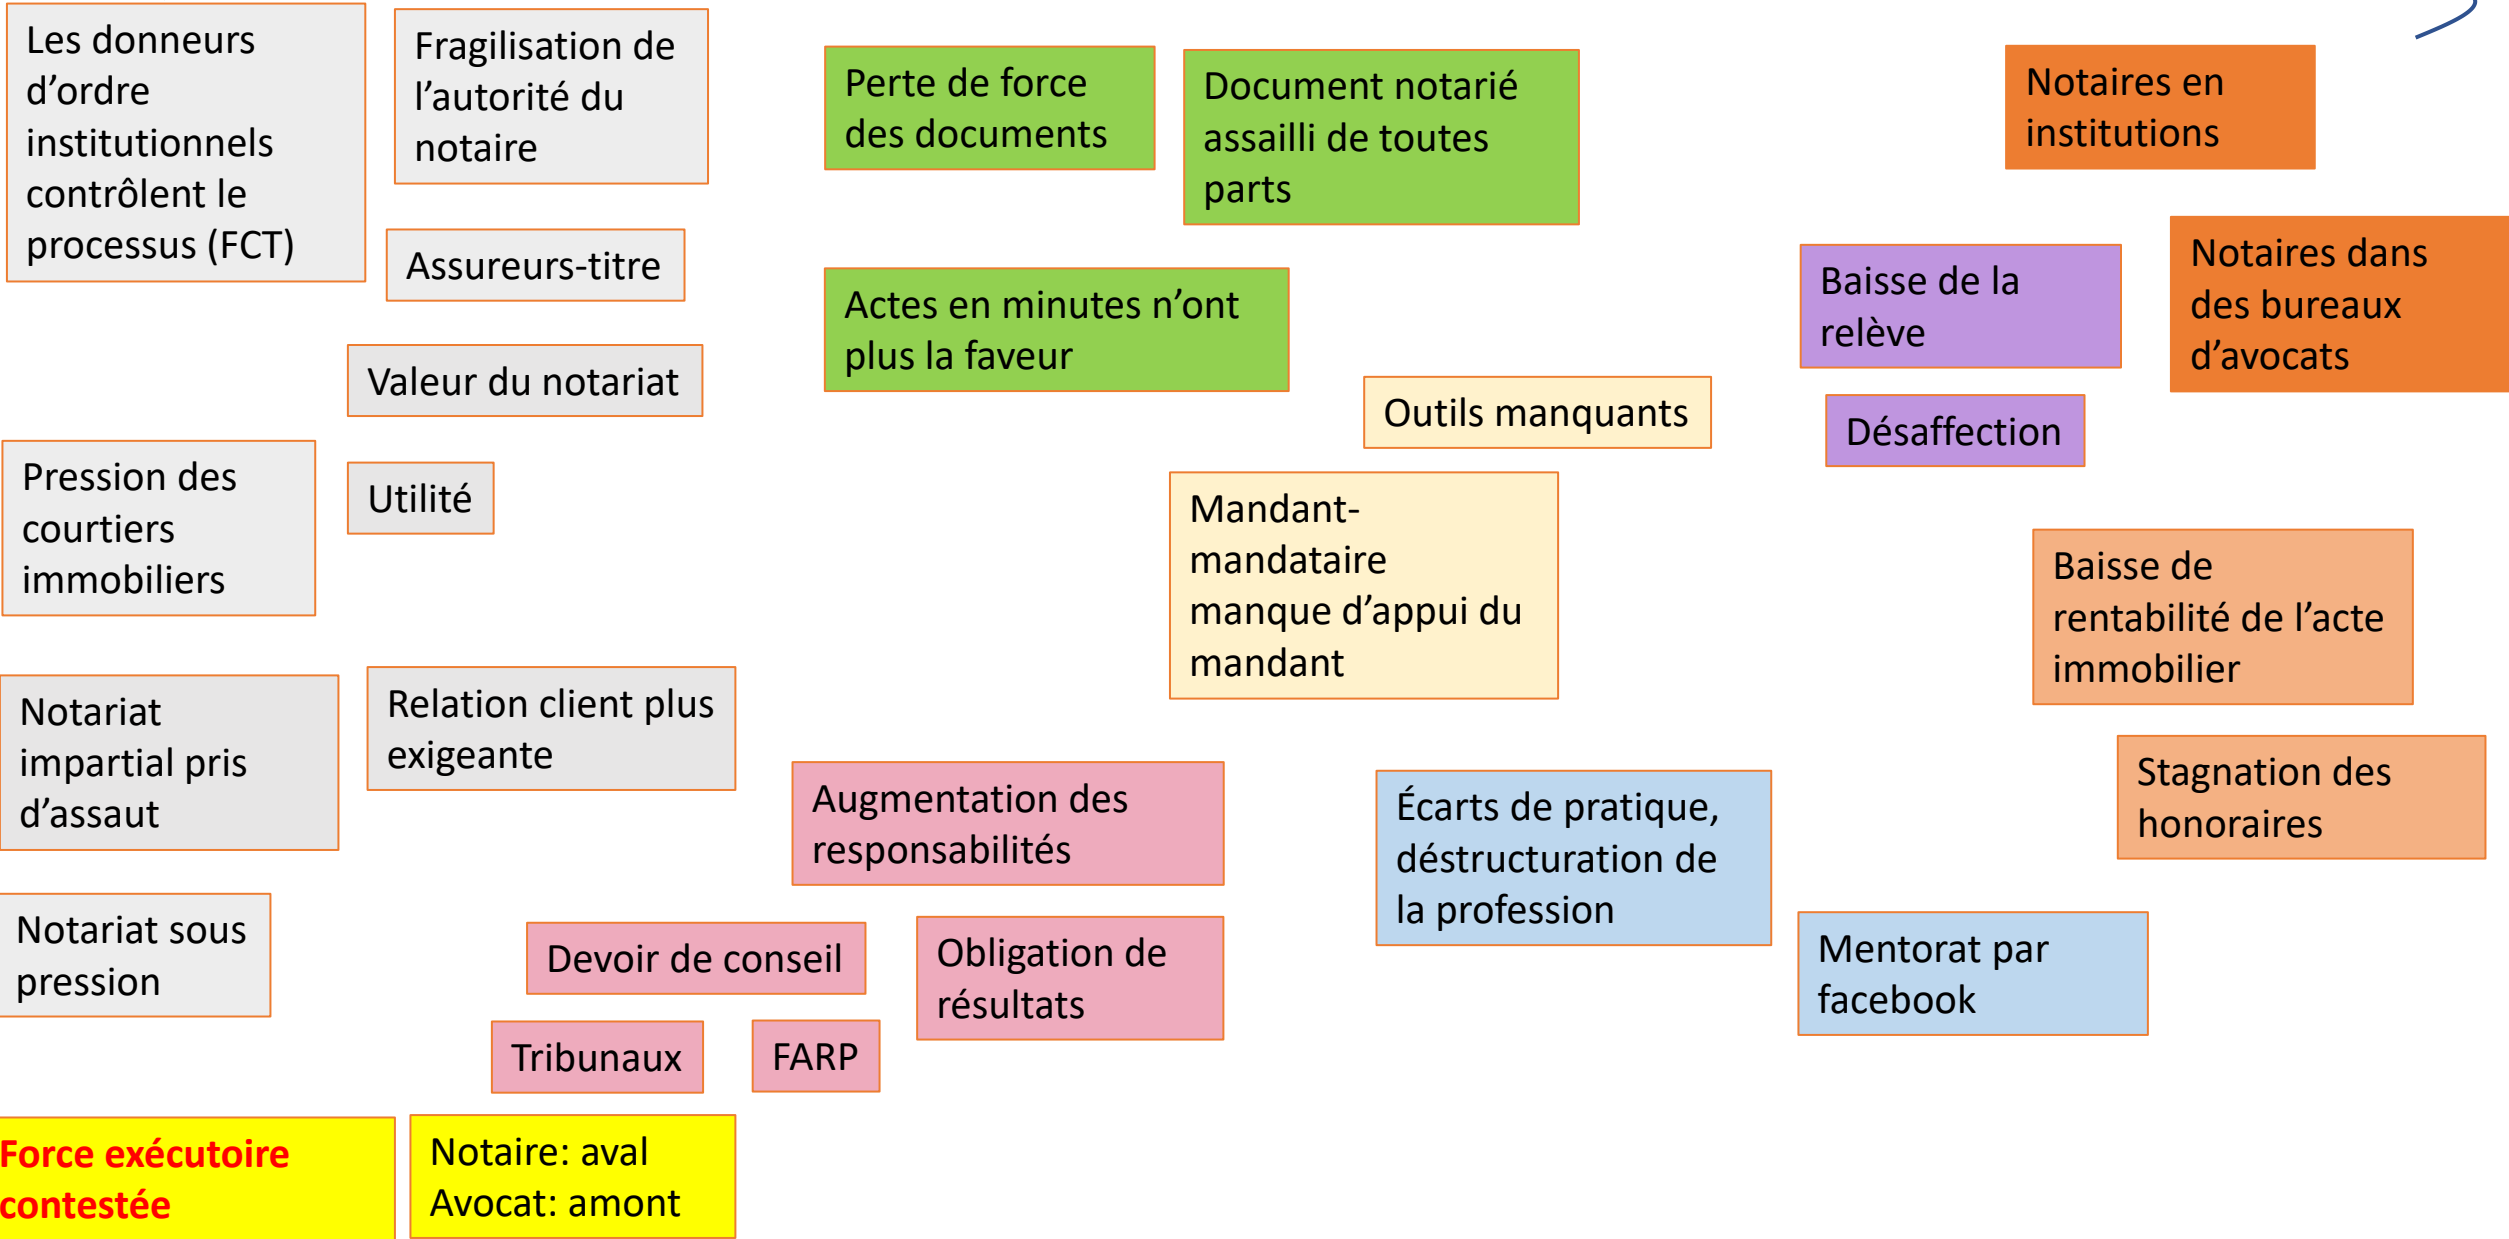 Les donneurs
d’ordre
institutionnels
contrôlent le
processus (FCT)
Fragilisation de
l’autorité du
notaire
Assureurs-titre
Valeur du notariat
Pression des
courtiers
immobiliers
Utilité
Notariat
impartial pris
d’assaut
Relation client plus
exigeante
Notariat sous
pression
Perte de force
des documents
Document notarié
assailli de toutes
parts
Actes en minutes n’ont
plus la faveur
Outils manquants
Mandant-
mandataire
manque d’appui du
mandant
Augmentation des
responsabilités
Devoir de conseil
Obligation de
résultats
Tribunaux
FARP
Force exécutoire
contestée
Notaire: aval
Avocat: amont
Écarts de pratique,
déstructuration de
la profession
Mentorat par
facebook
Notaires en
institutions
Notaires dans
des bureaux
d’avocats
Baisse de la
relève
Désaffection
Baisse de
rentabilité de l’acte
immobilier
Stagnation des
honoraires